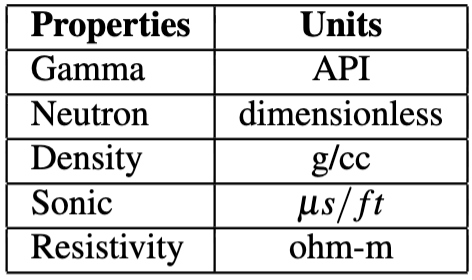 Properties Units
Gamma API
Neutron dimensionless
Density g/cc
Sonic μs/ft
Resistivity ohm-m